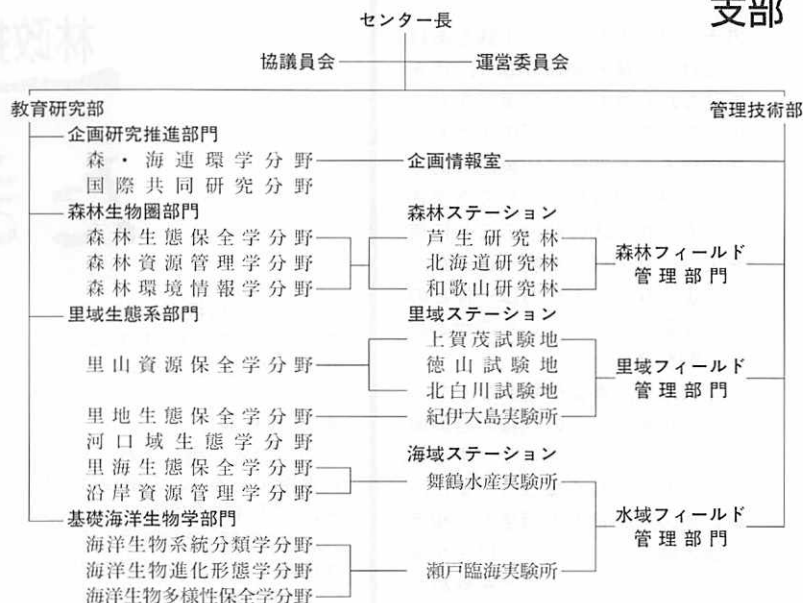 支部
センター長
協議員会 運営委員会
教育研究部 管理技術部
企画研究推進部門
森・海連環学分野 企画情報室
国際共同研究分野
森林生物圏部門 森林ステーション
森林生態保全学分野 芦生研究林
森林資源管理学分野 北海道研究林
森林環境情報学分野 和歌山研究林
森林フィールド
管理部門
里域生態系部門 里域ステーション
上賀茂試験地
里山資源保全学分野 徳山試験地
北白川試験地
里域フィールド
管理部門
里地生態保全学分野 紀伊大島実験所
河口域生態学分野
海域ステーション
里海生態保全学分野
舞鶴水産実験所
沿岸資源管理学分野
基礎海洋生物学部門
水域フィールド
管理部門
海洋生物系統分類学分野
海洋生物進化形態学分野 瀬戸臨海実験所
海洋生物多様性保全学分野